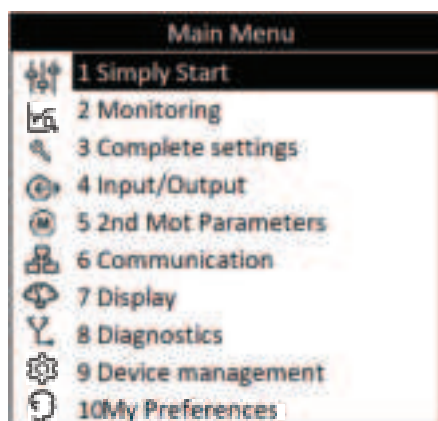 Main Menu
1 Simply Start
2 Monitoring
3 Complete settings
4 Input/Output
5 2nd Mot Parameters
6 Communication
7 Display
8 Diagnostics
9 Device management
10My Preferences